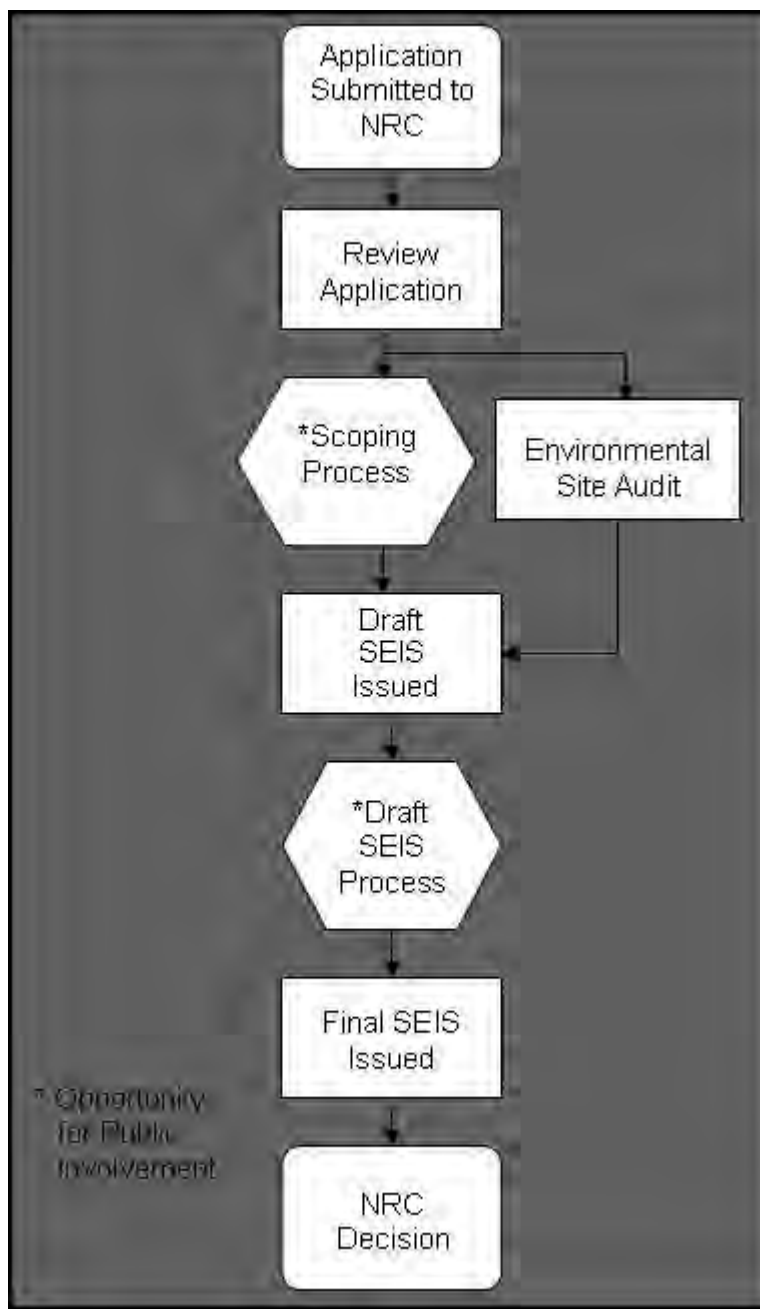 Application
Submitted to
NRC
Review
Application
*Scoping
Process
Environmental
Site Audit
Draft
SEIS
Issued
*Draft
SEIS
Process
Final SEIS
Issued
* Opportunity
for Public
Involvement
NRC
Decision